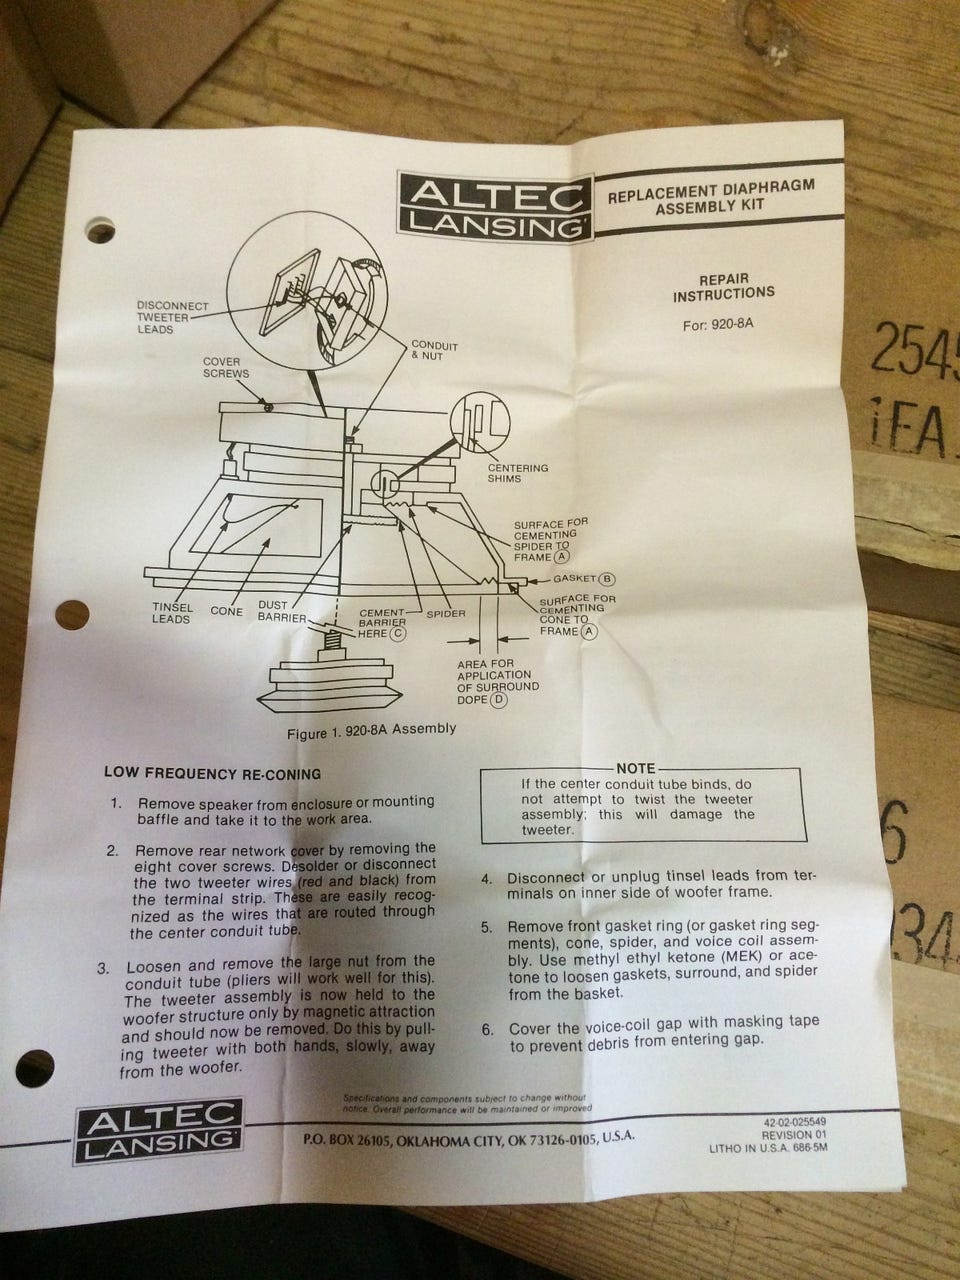 ALTEC
LANSING
REPLACEMENT DIAPHRAGM
ASSEMBLY KIT
REPAIR
INSTRUCTIONS
For: 920-8A
DISCONNECT
TWEETER
LEADS
CONDUIT
& NUT
COVER
SCREWS
CENTERING
SHIMS
SURFACE FOR
CEMENTING
SPIDER TO
FRAME (A)
GASKET (B)
SURFACE FOR
CEMENTING
CONE TO
FRAME (A)
TINSEL
LEADS
CONE
DUST
BARRIER
CEMENT
BARRIER
HERE (C)
SPIDER
AREA FOR
APPLICATION
OF SURROUND
DOPE (D)
Figure 1. 920-8A Assembly
LOW FREQUENCY RE-CONING
1. Remove speaker from enclosure or mounting
baffle and take it to the work area.
2. Remove rear network cover by removing the
eight cover screws. Desolder or disconnect
the two tweeter wires (red and black) from
the terminal strip. These are easily recog-
nized as the wires that are routed through
the center conduit tube.
3. Loosen and remove the large nut from the
conduit tube (pliers will work well for this).
The tweeter assembly is now held to the
woofer structure only by magnetic attraction
and should now be removed. Do this by pull-
ing tweeter with both hands, slowly, away
from the woofer.
NOTE
If the center conduit tube binds, do
not attempt to twist the tweeter
assembly; this will damage the
tweeter.
4. Disconnect or unplug tinsel leads from ter-
minals on inner side of woofer frame.
5. Remove front gasket ring (or gasket ring seg-
ments), cone, spider, and voice coil assem-
bly. Use methyl ethyl ketone (MEK) or ace-
tone to loosen gaskets, surround, and spider
from the basket.
6. Cover the voice-coil gap with masking tape
to prevent debris from entering gap.
Specifications and components subject to change without
notice. Overall performance will be maintained or improved
ALTEC
LANSING
P.O. BOX 26105, OKLAHOMA CITY, OK 73126-0105, U.S.A.
42-02-025549
REVISION 01
LITHO IN U.S.A. 686-5M
2545
1EA
6
34